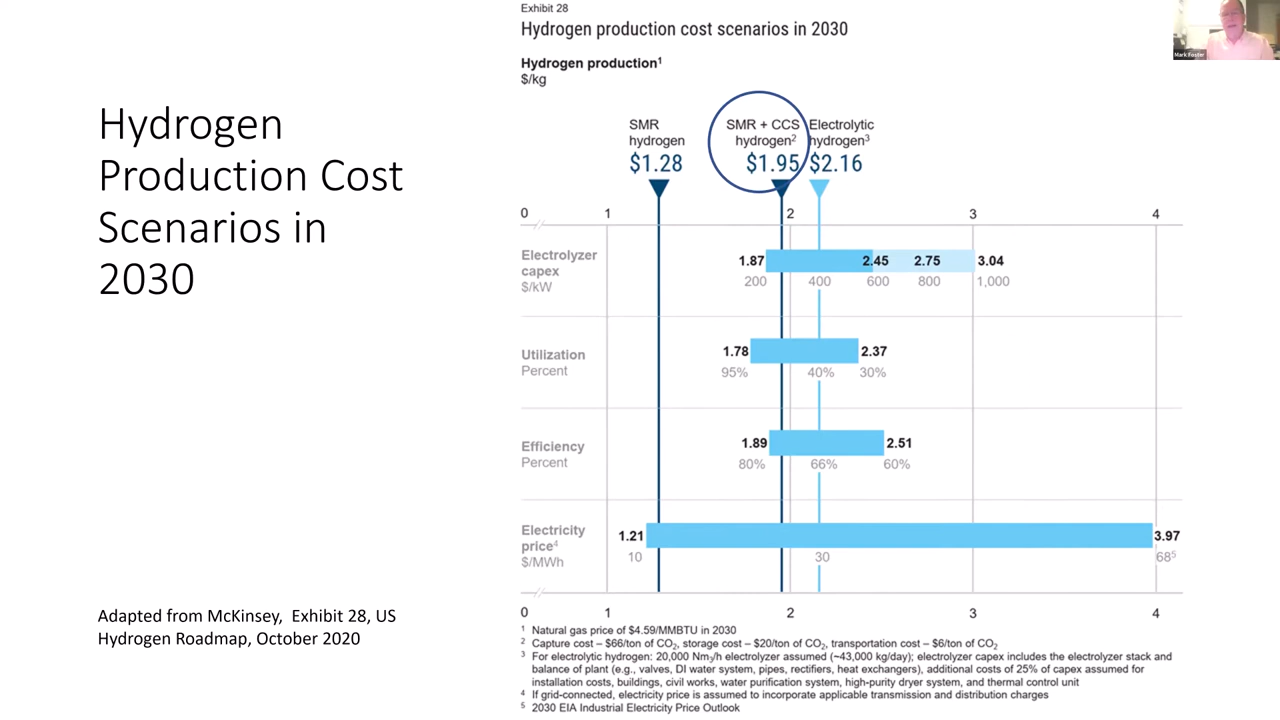 Hydrogen
Production Cost
Scenarios in
2030
Adapted from McKinsey, Exhibit 28, US
Hydrogen Roadmap, October 2020
Exhibit 28
Hydrogen production cost scenarios in 2030
Hydrogen production¹
$/kg
SMR
hydrogen
$1.28
SMR + CCS
hydrogen²
$1.95
Electrolytic
hydrogen³
$2.16
0 1 2 3 4
Electrolyzer
capex
$/kW
1.87 2.45 2.75 3.04
200 400 600 800 1,000
Utilization
Percent
1.78 2.37
95% 40% 30%
Efficiency
Percent
1.89 2.51
80% 66% 60%
Electricity
price⁴
$/MWh
1.21 3.97
10 30 68⁵
0 1 2 3 4
¹ Natural gas price of $4.59/MMBTU in 2030
² Capture cost – $66/ton of CO₂, storage cost – $20/ton of CO₂, transportation cost – $6/ton of CO₂
³ For electrolytic hydrogen: 20,000 Nm₃/h electrolyzer assumed (~43,000 kg/day); electrolyzer capex includes the electrolyzer stack and
balance of plant (e.g., valves, DI water system, pipes, rectifiers, heat exchangers), additional costs of 25% of capex assumed for
installation costs, buildings, civil works, water purification system, high-purity dryer system, and thermal control unit
⁴ If grid-connected, electricity price is assumed to incorporate applicable transmission and distribution charges
⁵ 2030 EIA Industrial Electricity Price Outlook
Mark Foster